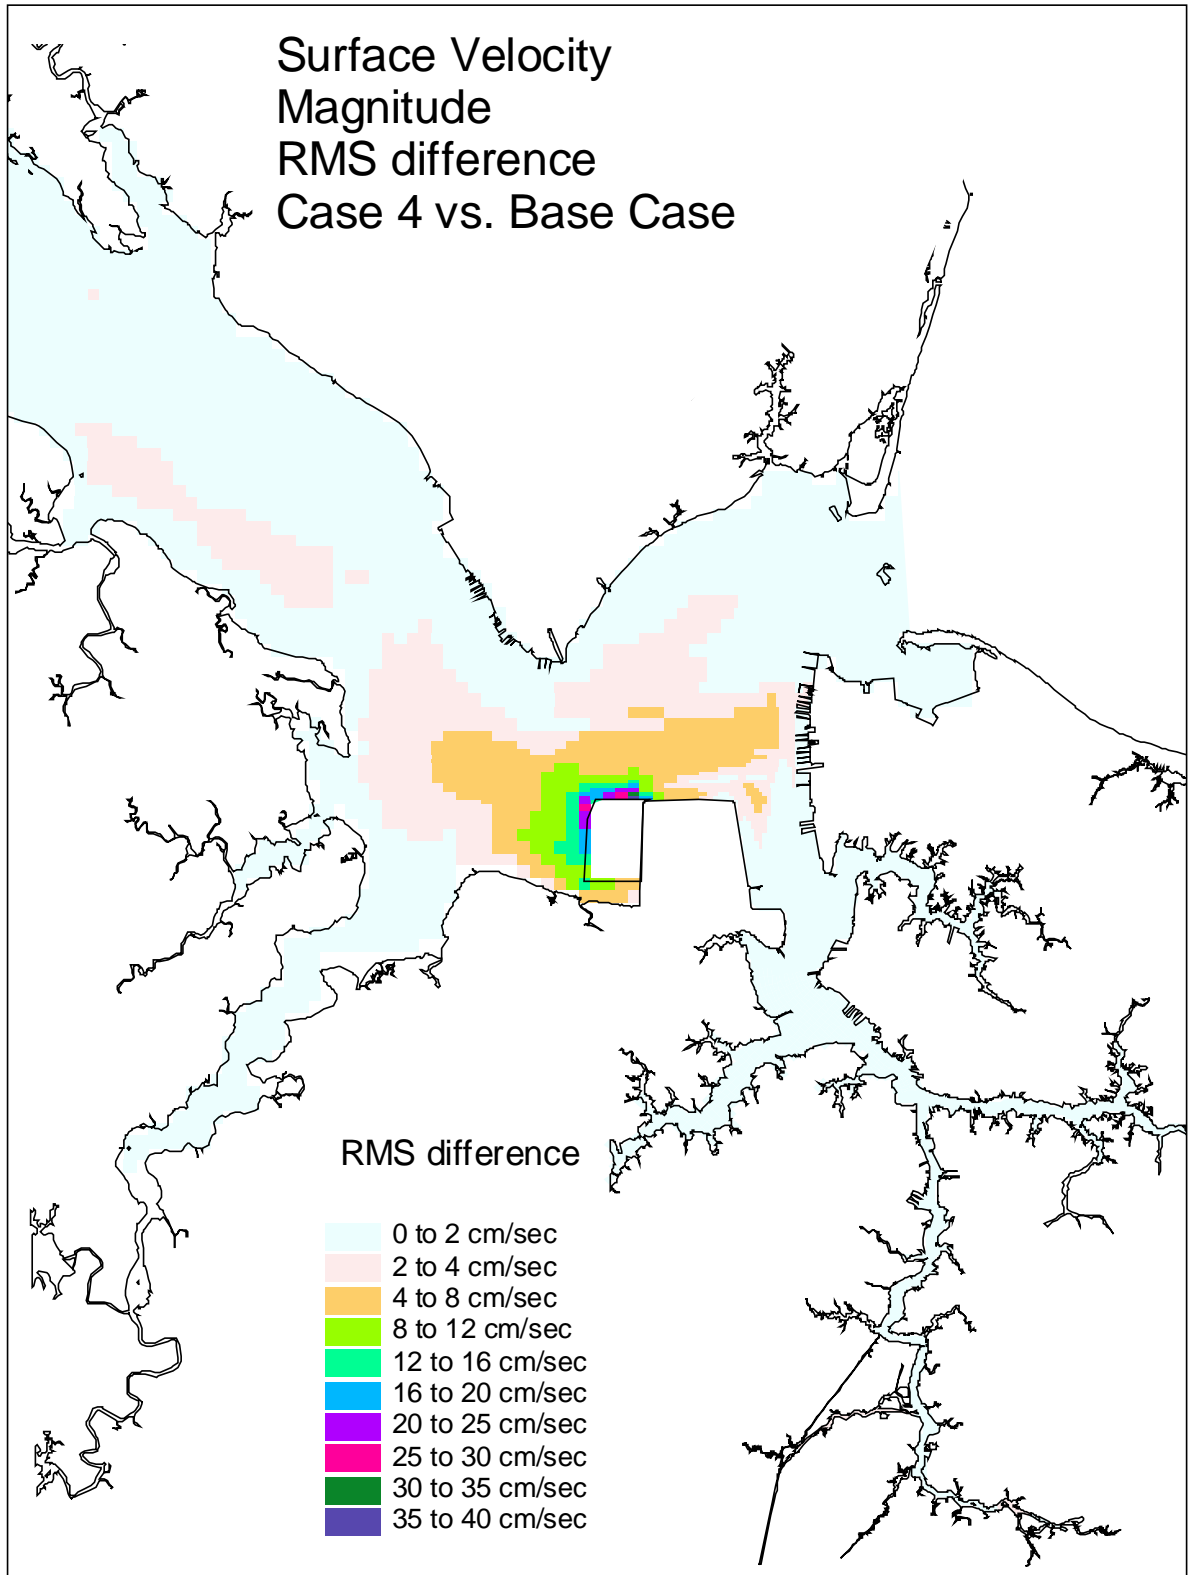 Surface Velocity
Magnitude
RMS difference
Case 4 vs. Base Case
RMS difference
0 to 2 cm/sec
2 to 4 cm/sec
4 to 8 cm/sec
8 to 12 cm/sec
12 to 16 cm/sec
16 to 20 cm/sec
20 to 25 cm/sec
25 to 30 cm/sec
30 to 35 cm/sec
35 to 40 cm/sec